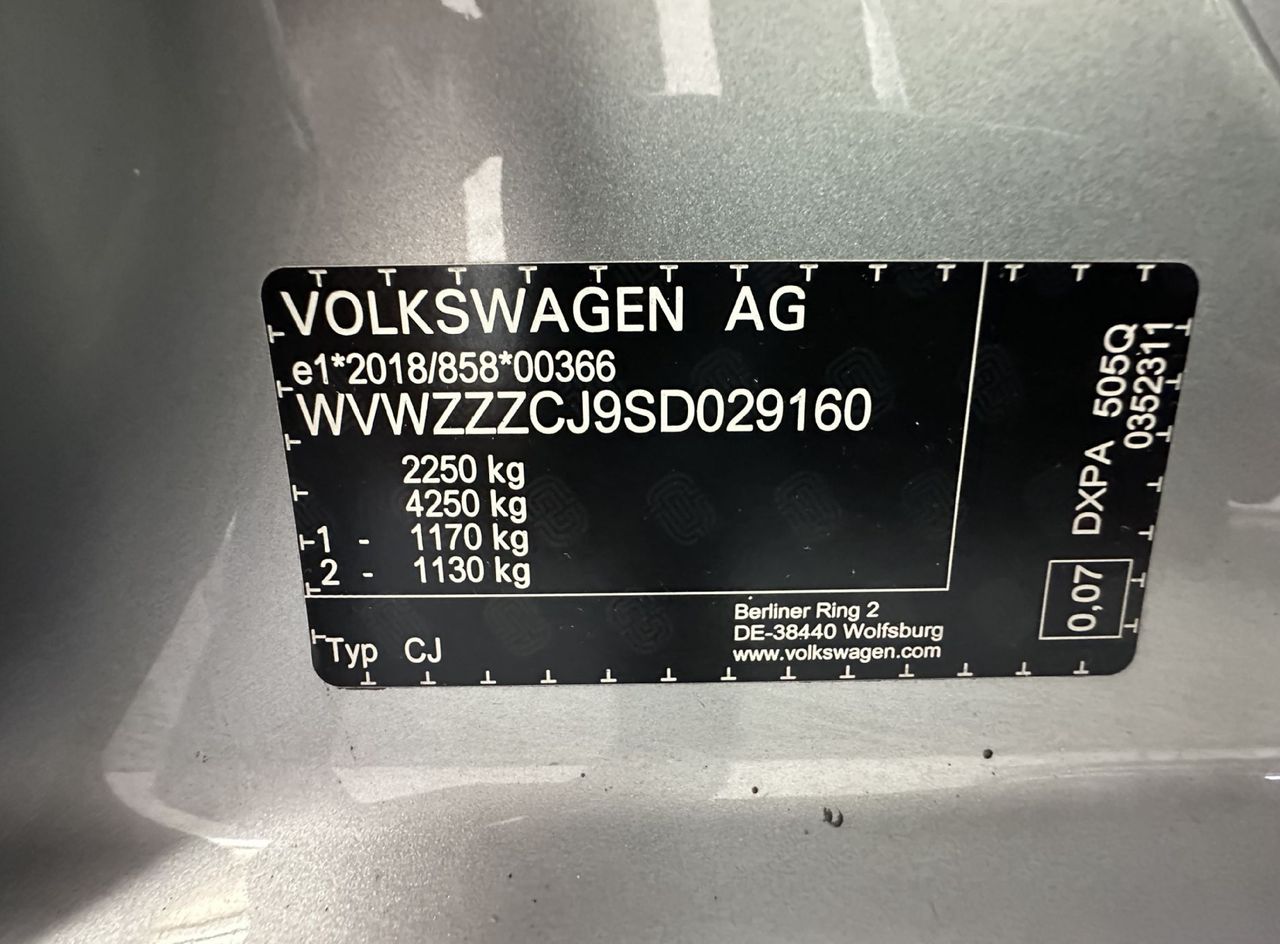 VOLKSWAGEN AG
e1*2018/858*00366
WVWZZZCJ9SD029160
2250 kg
4250 kg
1 - 1170 kg
2 - 1130 kg
Typ CJ
Berliner Ring 2
DE-38440 Wolfsburg
www.volkswagen.com
0,07 DXPA 505Q
0352311